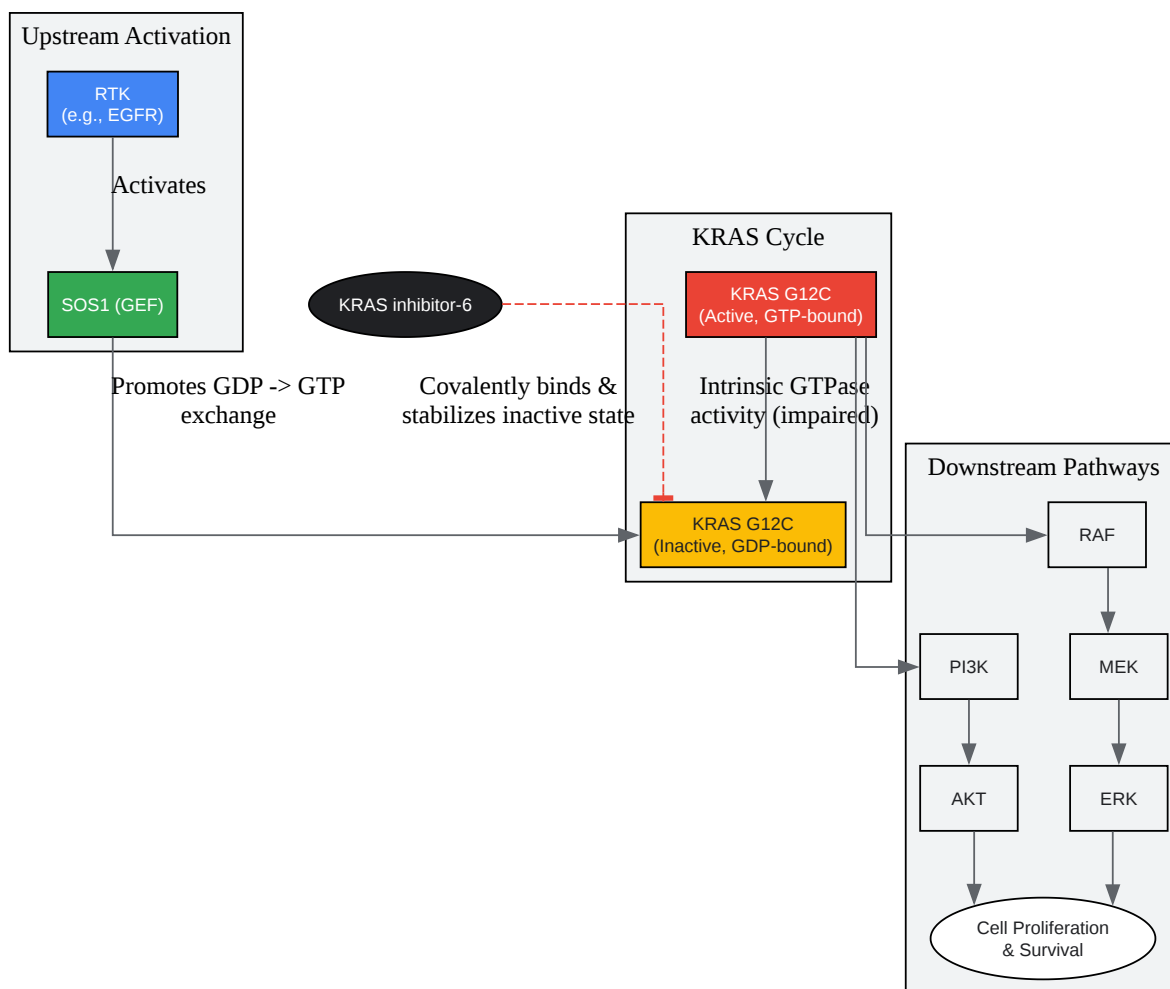 Upstream Activation
RTK
(e.g., EGFR)
Activates
SOS1 (GEF)
Promotes GDP -> GTP
exchange
KRAS inhibitor-6
Covalently binds &
stabilizes inactive state
KRAS Cycle
KRAS G12C
(Active, GTP-bound)
Intrinsic GTPase
activity (impaired)
KRAS G12C
(Inactive, GDP-bound)
Downstream Pathways
RAF
PI3K
MEK
AKT
ERK
Cell Proliferation
& Survival